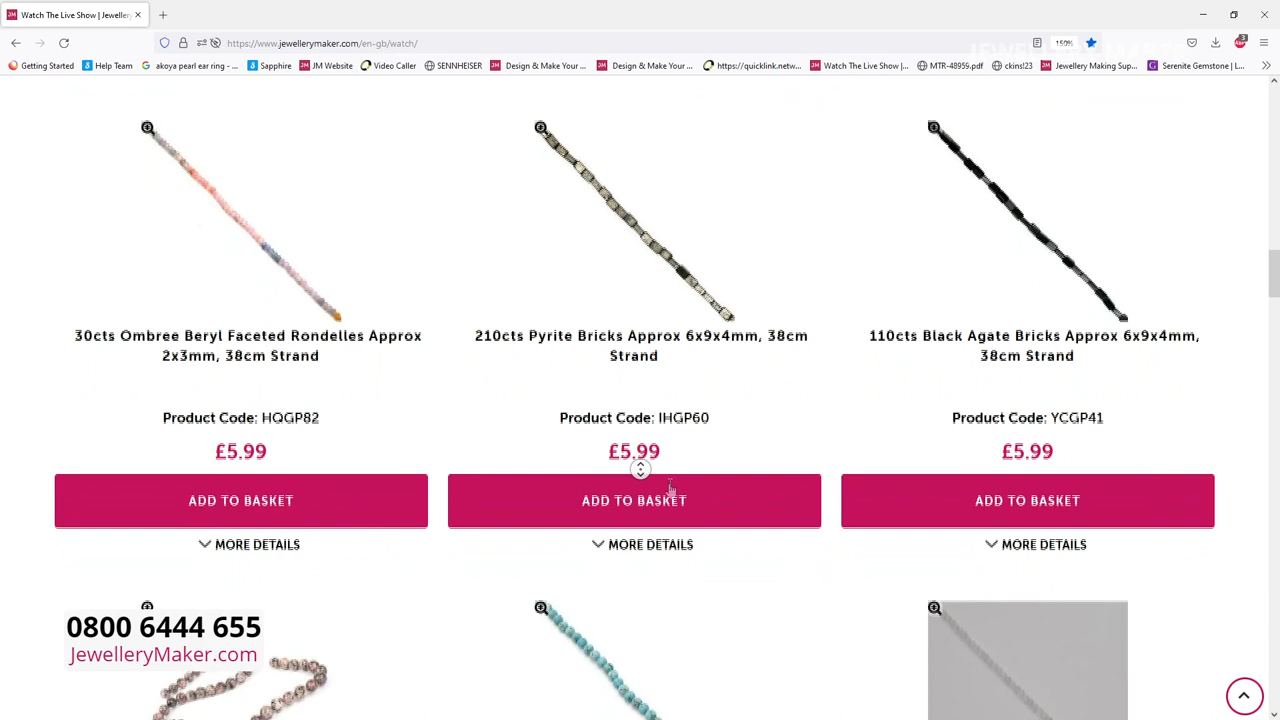 Watch The Live Show | Jeweller
https://www.jewellerymaker.com
gb/watch/
150%
3
Getting Started
Help Team
akoya pearl ear ring - ...
Sapphire
JM Website
Video Caller
SENNHEISER
Design & Make Your ...
Design & Make Your ...
https://quicklink.netw...
Watch The Live Show |...
MTR-48959.pdf
ckins!23
Jewellery Making Sup...
Serenite Gemstone | L...
30cts Ombree Beryl Faceted Rondelles Approx
2x3mm, 38cm Strand
Product Code: HQGP82
£5.99
ADD TO BASKET
MORE DETAILS
210cts Pyrite Bricks Approx 6x9x4mm, 38cm
Strand
Product Code: IHGP60
£5.99
ADD TO BASKET
MORE DETAILS
110cts Black Agate Bricks Approx 6x9x4mm,
38cm Strand
Product Code: YCGP41
£5.99
ADD TO BASKET
MORE DETAILS
0800 6444 655
JewelleryMaker.com